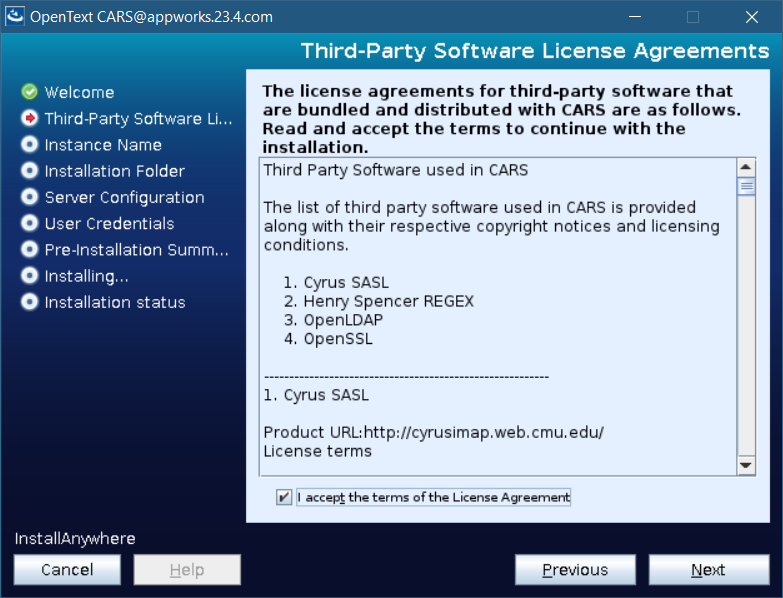 OpenText CARS@appworks.23.4.com
Third-Party Software License Agreements
Welcome
Third-Party Software Li...
Instance Name
Installation Folder
Server Configuration
User Credentials
Pre-Installation Summ...
Installing...
Installation status
The license agreements for third-party software that
are bundled and distributed with CARS are as follows.
Read and accept the terms to continue with the
installation.
Third Party Software used in CARS
The list of third party software used in CARS is provided
along with their respective copyright notices and licensing
conditions.
1. Cyrus SASL
2. Henry Spencer REGEX
3. OpenLDAP
4. OpenSSL
---------------------------------------------------------
1. Cyrus SASL
Product URL:http://cyrusimap.web.cmu.edu/
License terms
I accept the terms of the License Agreement
InstallAnywhere
Cancel
Help
Previous
Next